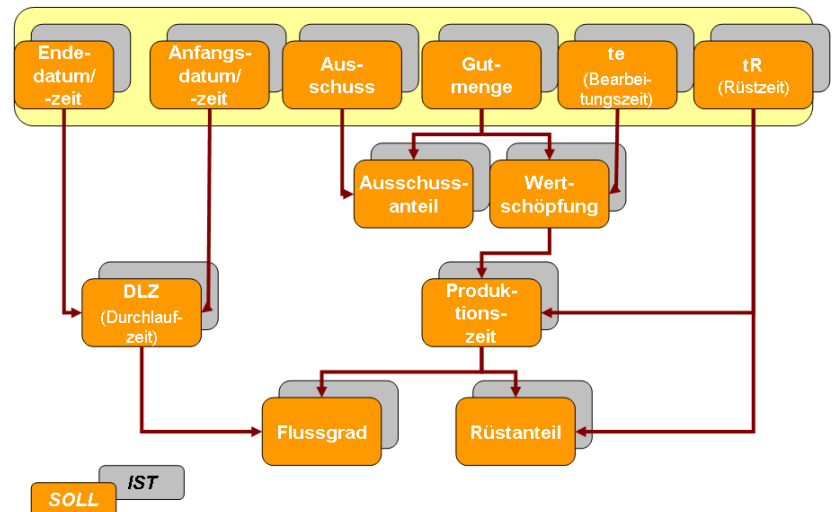 Ende-
datum/
-zeit
Anfangs-
datum/
-zeit
Aus-
schuss
Gut-
menge
te
(Bearbei-
tungszeit)
tR
(Rüstzeit)
Ausschuss-
anteil
Wert-
schöpfung
DLZ
(Durchlauf-
zeit)
Produk-
tions-
zeit
Flussgrad
Rüstanteil
IST
SOLL